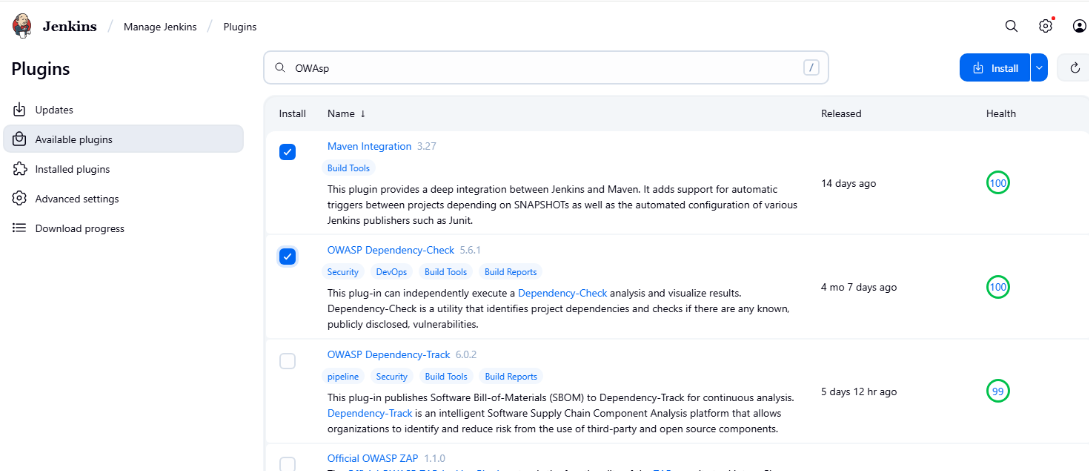 Jenkins / Manage Jenkins / Plugins
Plugins
OWAsp /
Install
Updates
Available plugins
Installed plugins
Advanced settings
Download progress
Install Name ↓ Released Health
Maven Integration 3.27
Build Tools
This plugin provides a deep integration between Jenkins and Maven. It adds support for automatic
triggers between projects depending on SNAPSHOTs as well as the automated configuration of various
Jenkins publishers such as Junit.
14 days ago
100
OWASP Dependency-Check 5.6.1
Security DevOps Build Tools Build Reports
This plug-in can independently execute a Dependency-Check analysis and visualize results.
Dependency-Check is a utility that identifies project dependencies and checks if there are any known,
publicly disclosed, vulnerabilities.
4 mo 7 days ago
100
OWASP Dependency-Track 6.0.2
pipeline Security Build Tools Build Reports
This plug-in publishes Software Bill-of-Materials (SBOM) to Dependency-Track for continuous analysis.
Dependency-Track is an intelligent Software Supply Chain Component Analysis platform that allows
organizations to identify and reduce risk from the use of third-party and open source components.
5 days 12 hr ago
99
Official OWASP ZAP 1.1.0